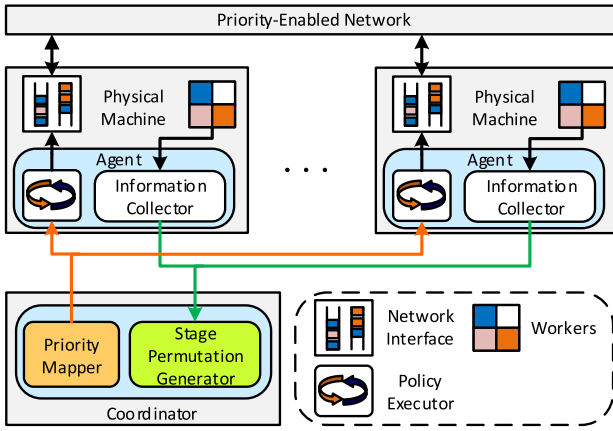 Priority-Enabled Network
Physical
Machine
Agent
Information
Collector
. . .
Physical
Machine
Agent
Information
Collector
Priority
Mapper
Stage
Permutation
Generator
Coordinator
Network
Interface
Workers
Policy
Executor